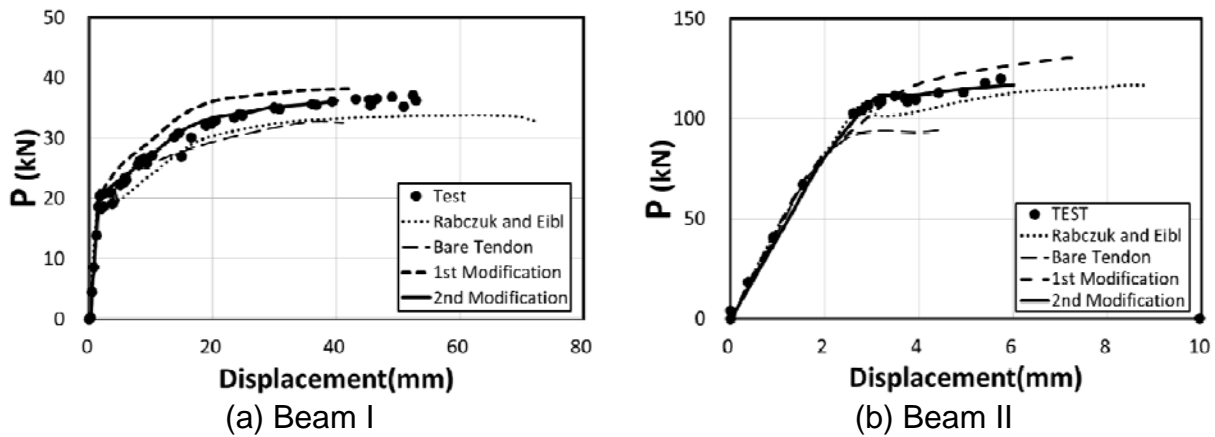 50
40
30
20
10
0
P (kN)
0 20 40 60 80
Displacement(mm)
Test
Rabczuk and Eibl
Bare Tendon
1st Modification
2nd Modification
(a) Beam I
150
100
50
0
P (kN)
0 2 4 6 8 10
Displacement(mm)
TEST
Rabczuk and Eibl
Bare Tendon
1st Modification
2nd Modification
(b) Beam II